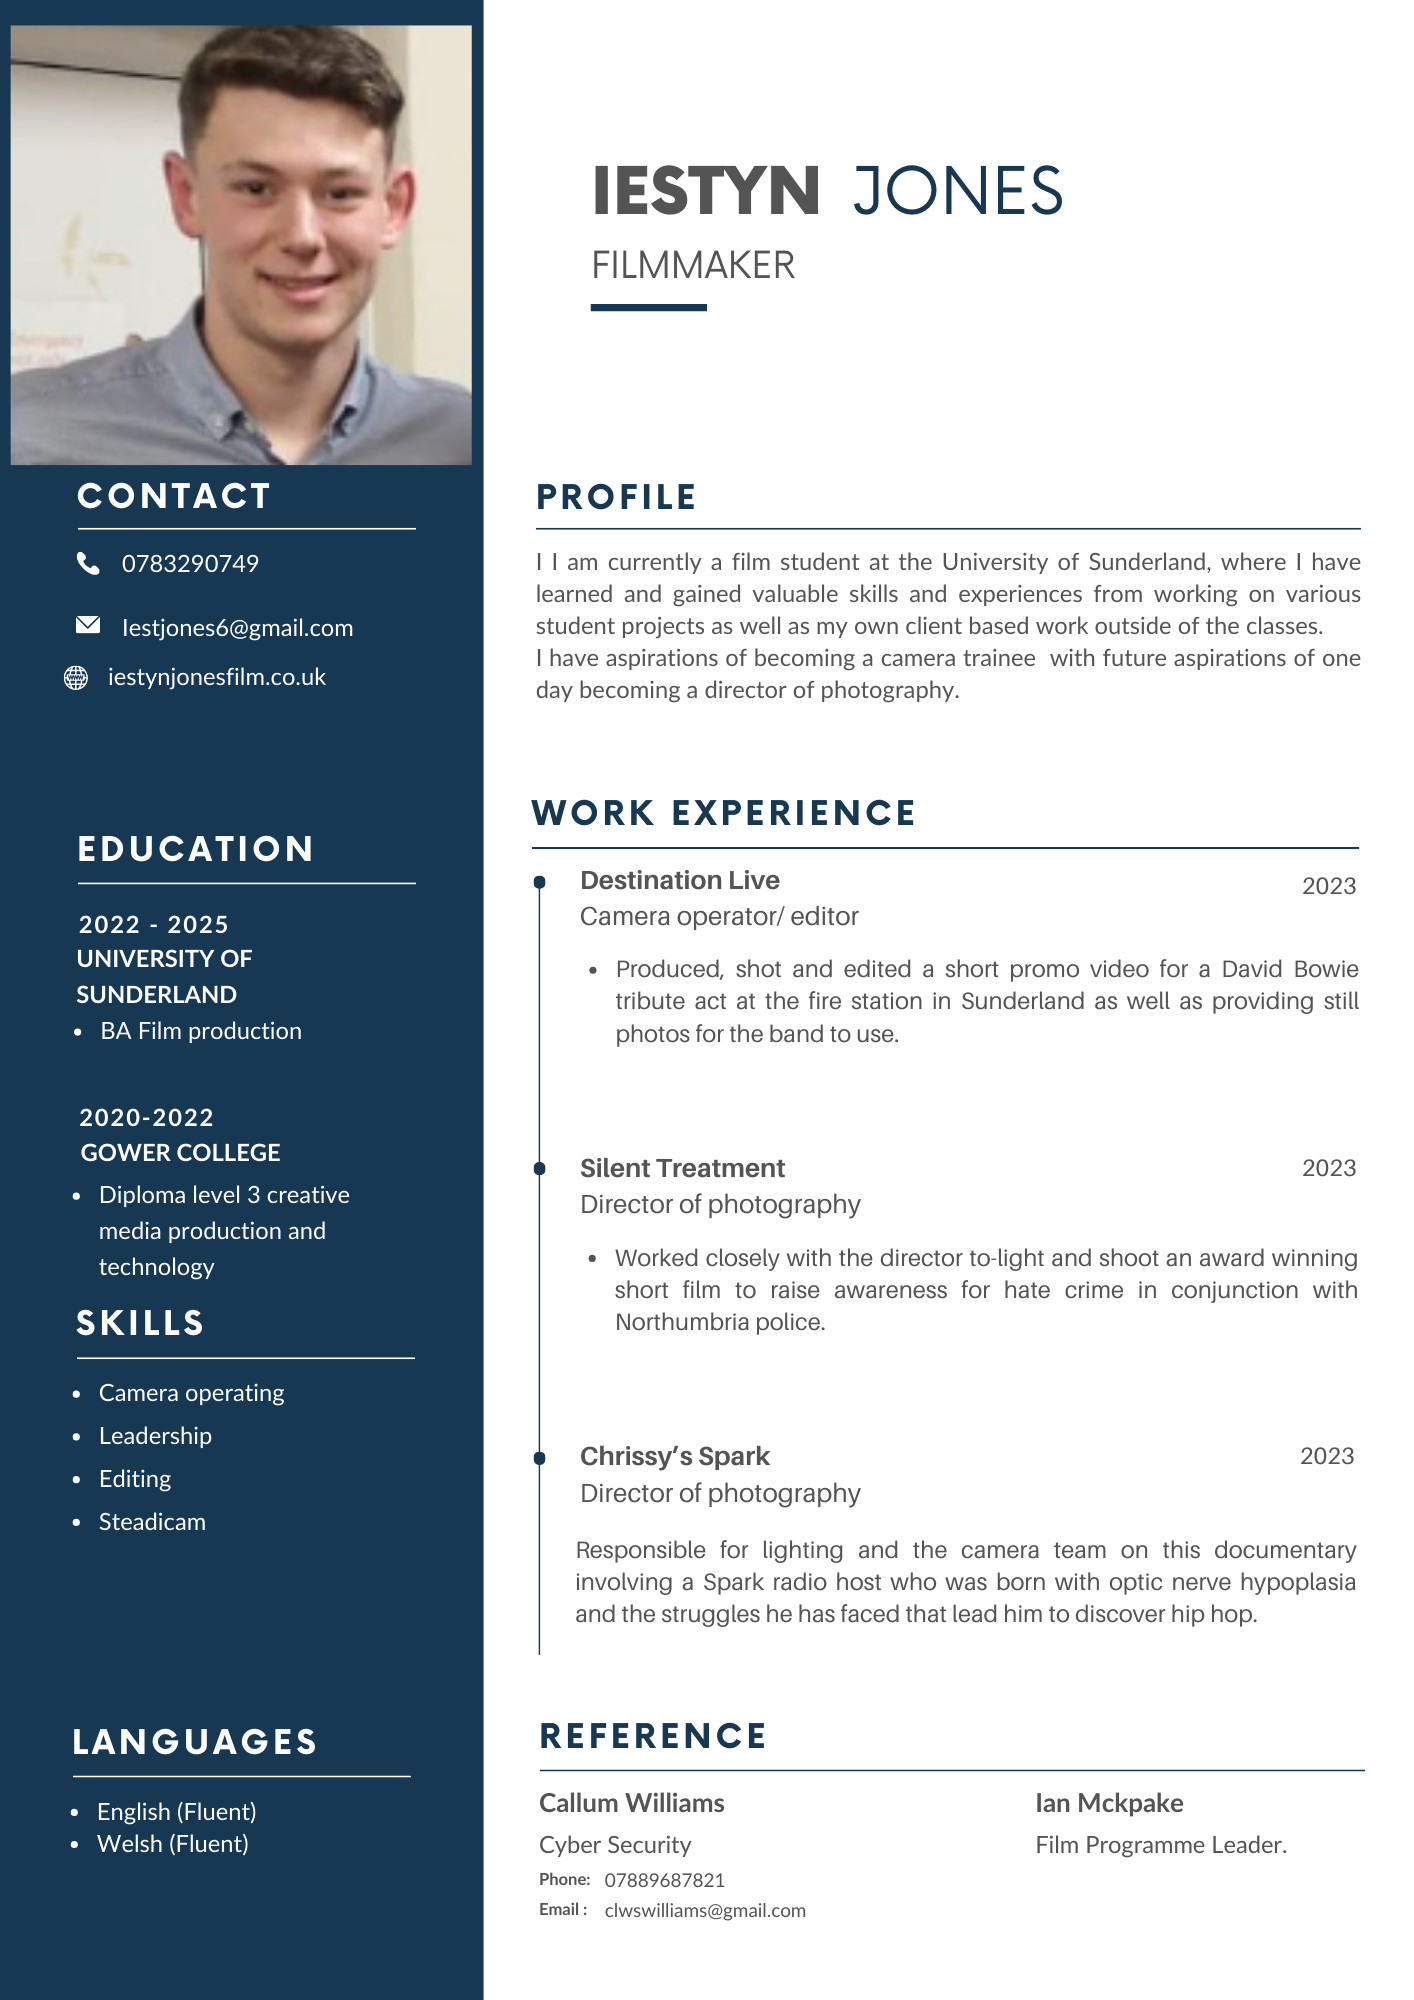 IESTYN JONES
FILMMAKER
CONTACT
0783290749
Iestjones6@gmail.com
iestynjonesfilm.co.uk
EDUCATION
2022 - 2025
UNIVERSITY OF
SUNDERLAND
• BA Film production
2020-2022
GOWER COLLEGE
• Diploma level 3 creative
media production and
technology
SKILLS
• Camera operating
• Leadership
• Editing
• Steadicam
LANGUAGES
• English (Fluent)
• Welsh (Fluent)
PROFILE
I I am currently a film student at the University of Sunderland, where I have
learned and gained valuable skills and experiences from working on various
student projects as well as my own client based work outside of the classes.
I have aspirations of becoming a camera trainee with future aspirations of one
day becoming a director of photography.
WORK EXPERIENCE
Destination Live 2023
Camera operator/ editor
• Produced, shot and edited a short promo video for a David Bowie
tribute act at the fire station in Sunderland as well as providing still
photos for the band to use.
Silent Treatment 2023
Director of photography
• Worked closely with the director to-light and shoot an award winning
short film to raise awareness for hate crime in conjunction with
Northumbria police.
Chrissy’s Spark 2023
Director of photography
Responsible for lighting and the camera team on this documentary
involving a Spark radio host who was born with optic nerve hypoplasia
and the struggles he has faced that lead him to discover hip hop.
REFERENCE
Callum Williams
Cyber Security
Phone: 07889687821
Email : clwswilliams@gmail.com
Ian Mckpake
Film Programme Leader.